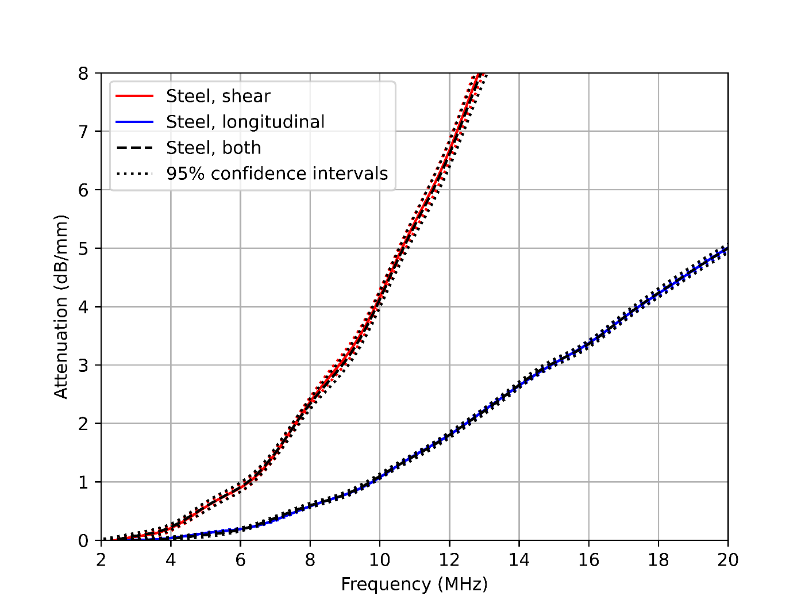 Steel, shear
Steel, longitudinal
Steel, both
95% confidence intervals
Attenuation (dB/mm)
8
7
6
5
4
3
2
1
0
2 4 6 8 10 12 14 16 18 20
Frequency (MHz)